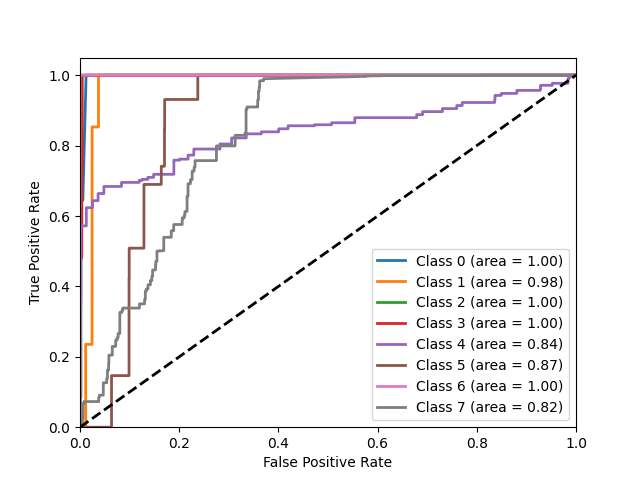 1.0
0.8
0.6
0.4
0.2
0.0
True Positive Rate
0.0 0.2 0.4 0.6 0.8 1.0
False Positive Rate
Class 0 (area = 1.00)
Class 1 (area = 0.98)
Class 2 (area = 1.00)
Class 3 (area = 1.00)
Class 4 (area = 0.84)
Class 5 (area = 0.87)
Class 6 (area = 1.00)
Class 7 (area = 0.82)